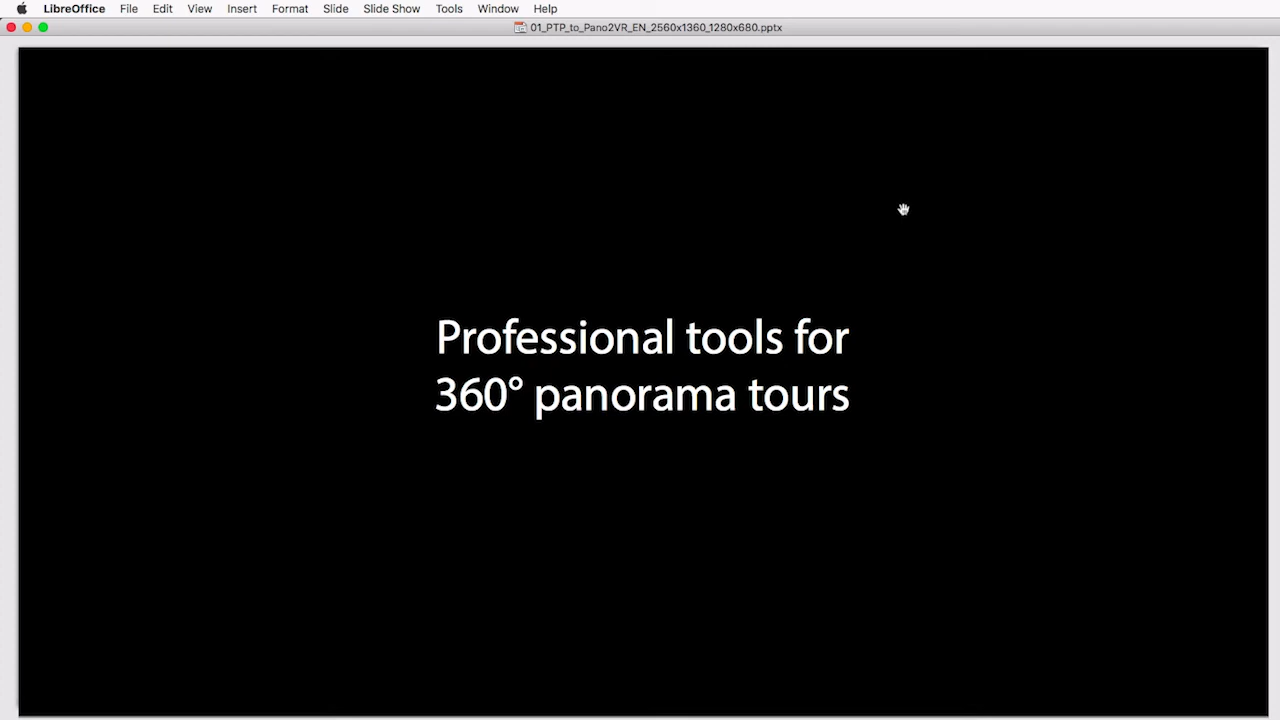 LibreOffice File Edit View Insert Format Slide Slide Show Tools Window Help
01_PTP_to_Pano2VR_EN_2560x1360_1280x680.pptx
Professional tools for
360° panorama tours